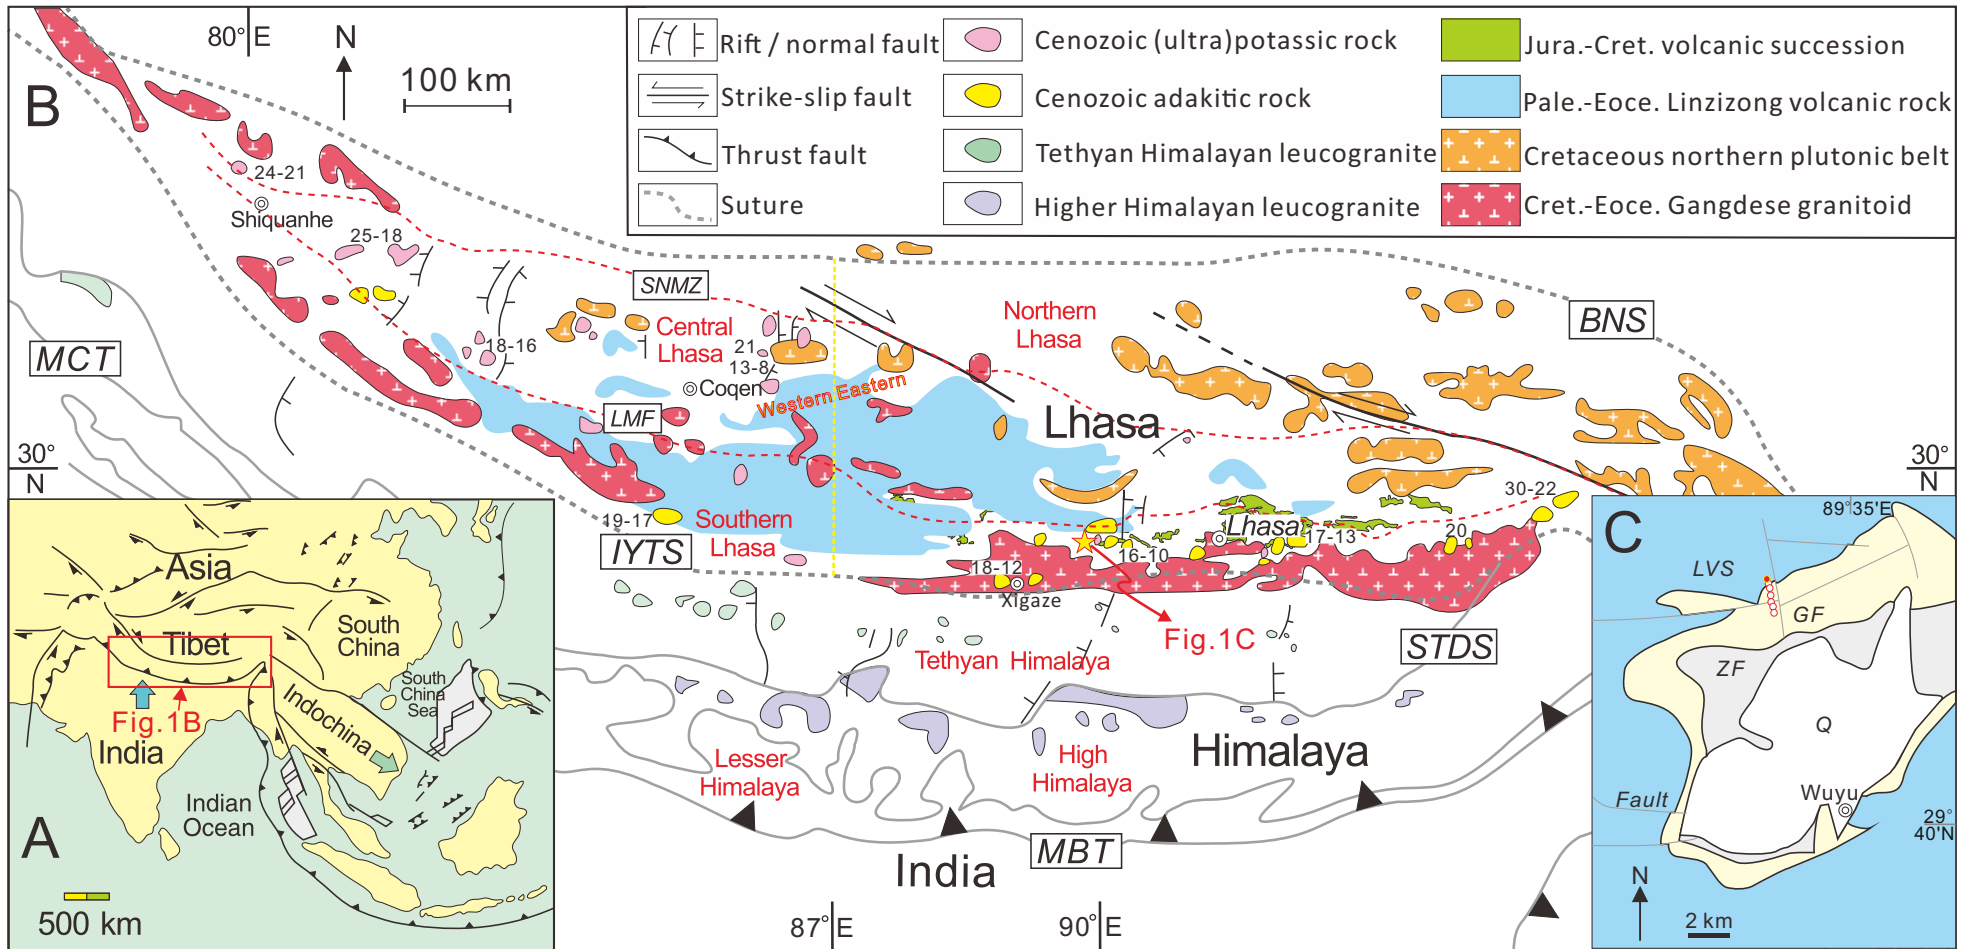 B
80° E
N
100 km
Rift / normal fault
Strike-slip fault
Thrust fault
Suture
Cenozoic (ultra)potassic rock
Cenozoic adakitic rock
Tethyan Himalayan leucogranite
Higher Himalayan leucogranite
Jura.-Cret. volcanic succession
Pale.-Eoce. Linzizong volcanic rock
Cretaceous northern plutonic belt
Cret.-Eoce. Gangdese granitoid
24-21
Shiquanhe
25-18
SNMZ
Northern
Lhasa
BNS
Central
Lhasa
18-16
21
13-8
Coqen
MCT
Western Eastern
LMF
Lhasa
30°
N
30°
N
19-17
Southern
Lhasa
IYTS
30-22
Lhasa
17-13
20
16-10
18-12
Xigaze
Fig.1C
STDS
Tethyan Himalaya
Lesser
Himalaya
High
Himalaya
Himalaya
MBT
India
87° E
90° E
Asia
Tibet
South
China
South
China
Sea
Indochina
Fig.1B
India
Indian
Ocean
A
500 km
C
89°35'E
LVS
GF
ZF
Q
Wuyu
Fault
29°
40'N
N
2 km